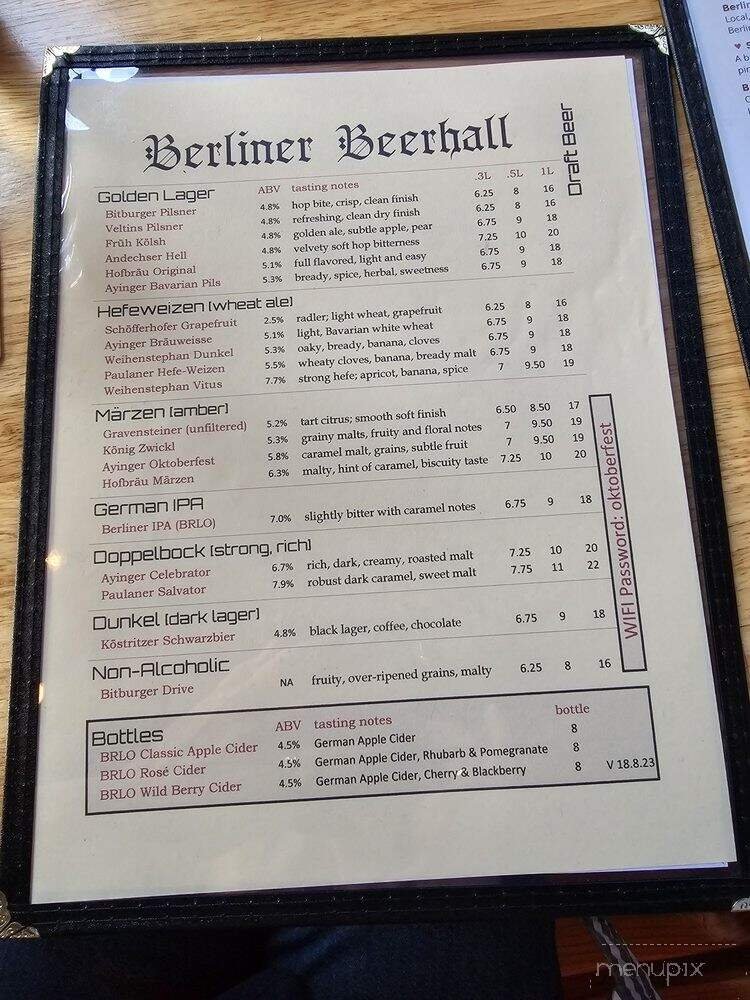 Berliner Beerhall
Draft Beer
Golden Lager ABV tasting notes .3L .5L 1L
Bitburger Pilsner 4.8% hop bite, crisp, clean finish 6.25 8 16
Veltins Pilsner 4.8% refreshing, clean dry finish 6.25 8 16
Früh Kölsh 4.8% golden ale, subtle apple, pear 6.75 9 18
Andechser Hell 4.8% velvety soft hop bitterness 7.25 10 20
Hofbräu Original 5.1% full flavored, light and easy 6.75 9 18
Ayinger Bavarian Pils 5.3% bready, spice, herbal, sweetness 6.75 9 18
Hefeweizen (wheat ale)
Schöfferhofer Grapefruit 2.5% radler; light wheat, grapefruit 6.25 8 16
Ayinger Bräuweisse 5.1% light, Bavarian white wheat 6.75 9 18
Weihenstephan Dunkel 5.3% oaky, bready, banana, cloves 6.75 9 18
Paulaner Hefe-Weizen 5.5% wheaty cloves, banana, bready malt 6.75 9 18
Weihenstephan Vitus 7.7% strong hefe; apricot, banana, spice 7 9.50 19
Märzen (amber)
Gravensteiner (unfiltered) 5.2% tart citrus; smooth soft finish 6.50 8.50 17
König Zwickl 5.3% grainy malts, fruity and floral notes 7 9.50 19
Ayinger Oktoberfest 5.8% caramel malt, grains, subtle fruit 7 9.50 19
Hofbräu Märzen 6.3% malty, hint of caramel, biscuity taste 7.25 10 20
German IPA
Berliner IPA (BRLO) 7.0% slightly bitter with caramel notes 6.75 9 18
Doppelbock (strong, rich)
Ayinger Celebrator 6.7% rich, dark, creamy, roasted malt 7.25 10 20
Paulaner Salvator 7.9% robust dark caramel, sweet malt 7.75 11 22
Dunkel (dark lager)
Köstritzer Schwarzbier 4.8% black lager, coffee, chocolate 6.75 9 18
Non-Alcoholic
Bitburger Drive NA fruity, over-ripened grains, malty 6.25 8 16
WIFI Password: oktoberfest
Bottles ABV tasting notes bottle
BRLO Classic Apple Cider 4.5% German Apple Cider 8
BRLO Rosé Cider 4.5% German Apple Cider, Rhubarb & Pomegranate 8
BRLO Wild Berry Cider 4.5% German Apple Cider, Cherry & Blackberry 8 V 18.8.23
menupix